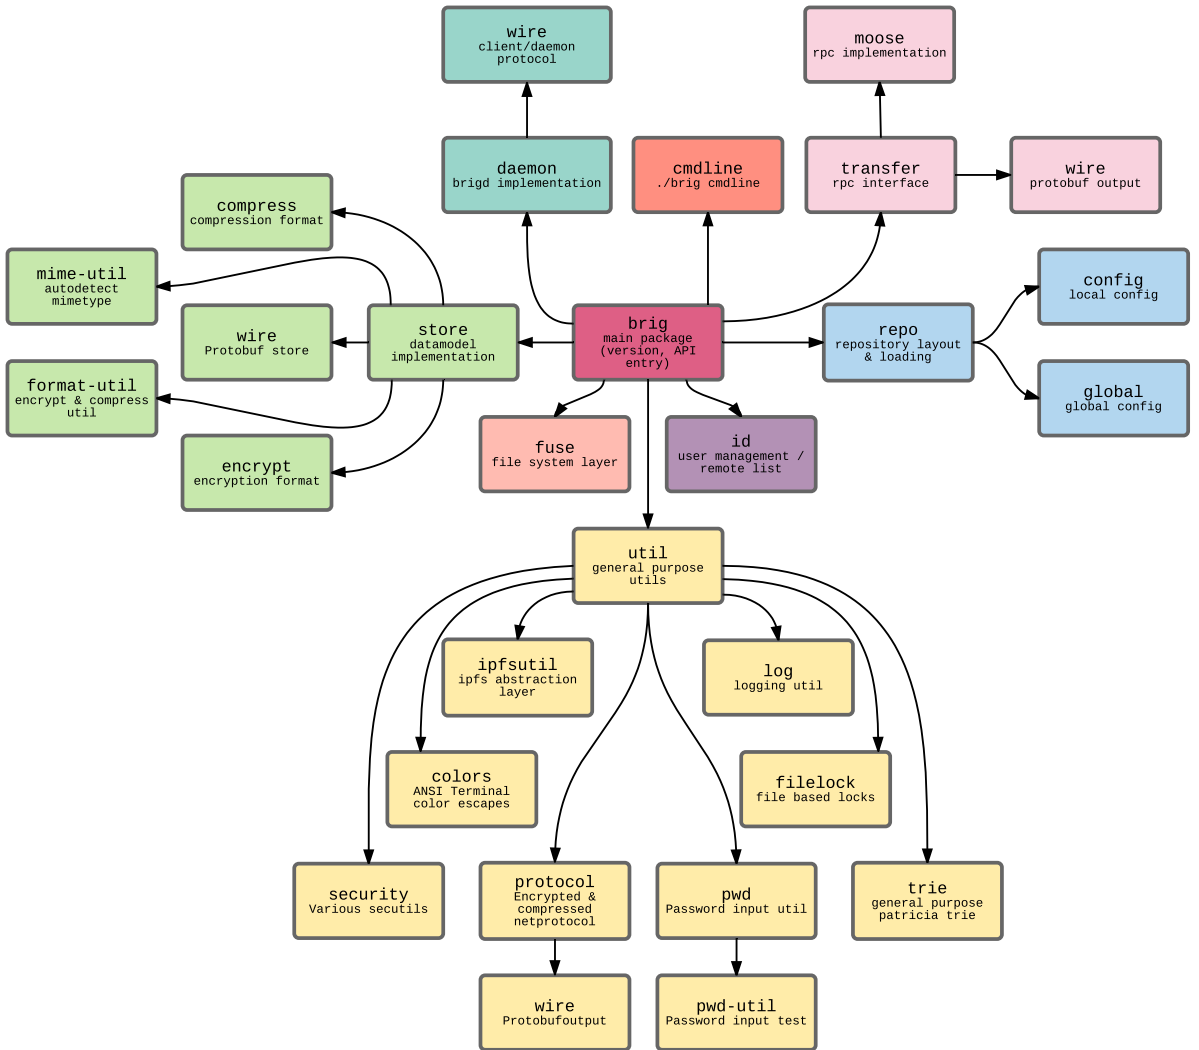 wire
client/daemon
protocol
moose
rpc implementation
daemon
brigd implementation
cmdline
./brig cmdline
transfer
rpc interface
wire
protobuf output
compress
compression format
mime-util
autodetect
mimetype
config
local config
wire
Protobuf store
store
datamodel
implementation
brig
main package
(version, API
entry)
repo
repository layout
& loading
format-util
encrypt & compress
util
global
global config
encrypt
encryption format
fuse
file system layer
id
user management /
remote list
util
general purpose
utils
ipfsutil
ipfs abstraction
layer
log
logging util
colors
ANSI Terminal
color escapes
filelock
file based locks
security
Various secutils
protocol
Encrypted &
compressed
netprotocol
pwd
Password input util
trie
general purpose
patricia trie
wire
Protobufoutput
pwd-util
Password input test